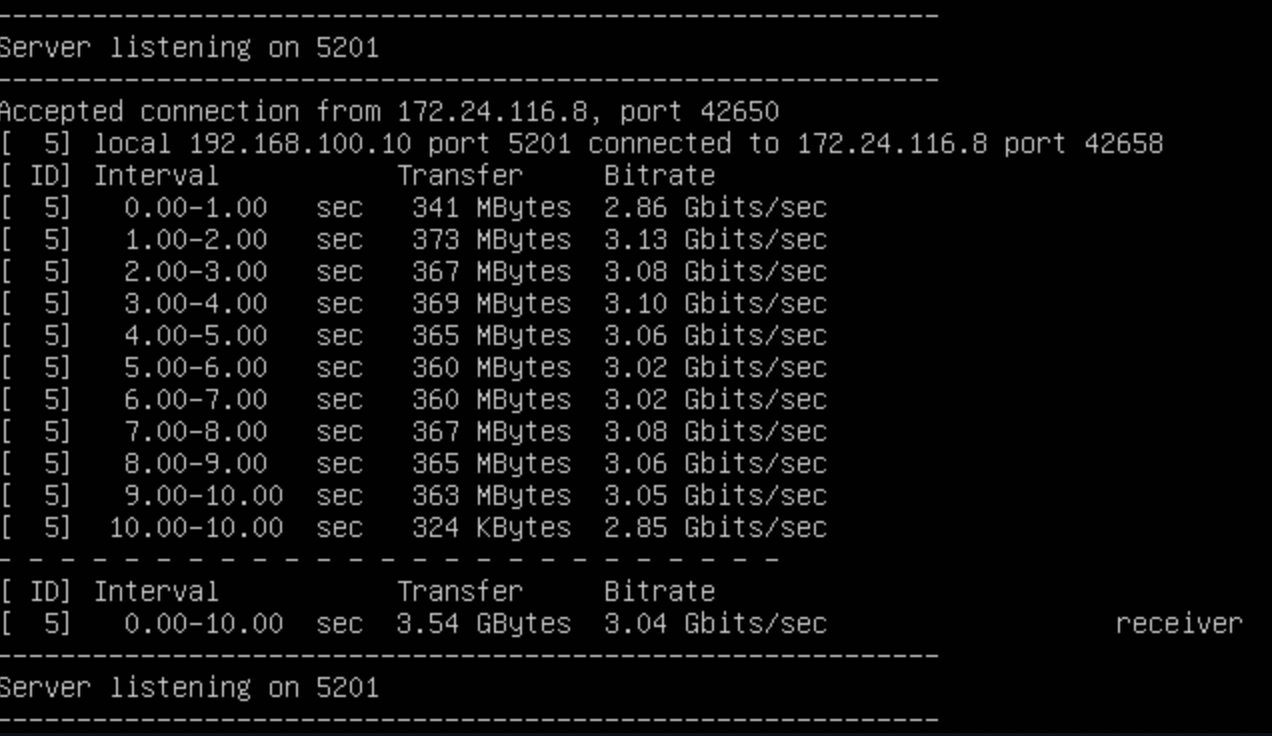 -----------------------------------------------------------
Server listening on 5201
-----------------------------------------------------------
Accepted connection from 172.24.116.8, port 42650
[  5] local 192.168.100.10 port 5201 connected to 172.24.116.8 port 42658
[ ID] Interval           Transfer     Bitrate
[  5]   0.00-1.00   sec   341 MBytes  2.86 Gbits/sec
[  5]   1.00-2.00   sec   373 MBytes  3.13 Gbits/sec
[  5]   2.00-3.00   sec   367 MBytes  3.08 Gbits/sec
[  5]   3.00-4.00   sec   369 MBytes  3.10 Gbits/sec
[  5]   4.00-5.00   sec   365 MBytes  3.06 Gbits/sec
[  5]   5.00-6.00   sec   360 MBytes  3.02 Gbits/sec
[  5]   6.00-7.00   sec   360 MBytes  3.02 Gbits/sec
[  5]   7.00-8.00   sec   367 MBytes  3.08 Gbits/sec
[  5]   8.00-9.00   sec   365 MBytes  3.06 Gbits/sec
[  5]   9.00-10.00  sec   363 MBytes  3.05 Gbits/sec
[  5]  10.00-10.00  sec   324 KBytes  2.85 Gbits/sec
- - - - - - - - - - - - - - - - - - - - - - - - -
[ ID] Interval           Transfer     Bitrate
[  5]   0.00-10.00  sec  3.54 GBytes  3.04 Gbits/sec                  receiver
-----------------------------------------------------------
Server listening on 5201
-----------------------------------------------------------